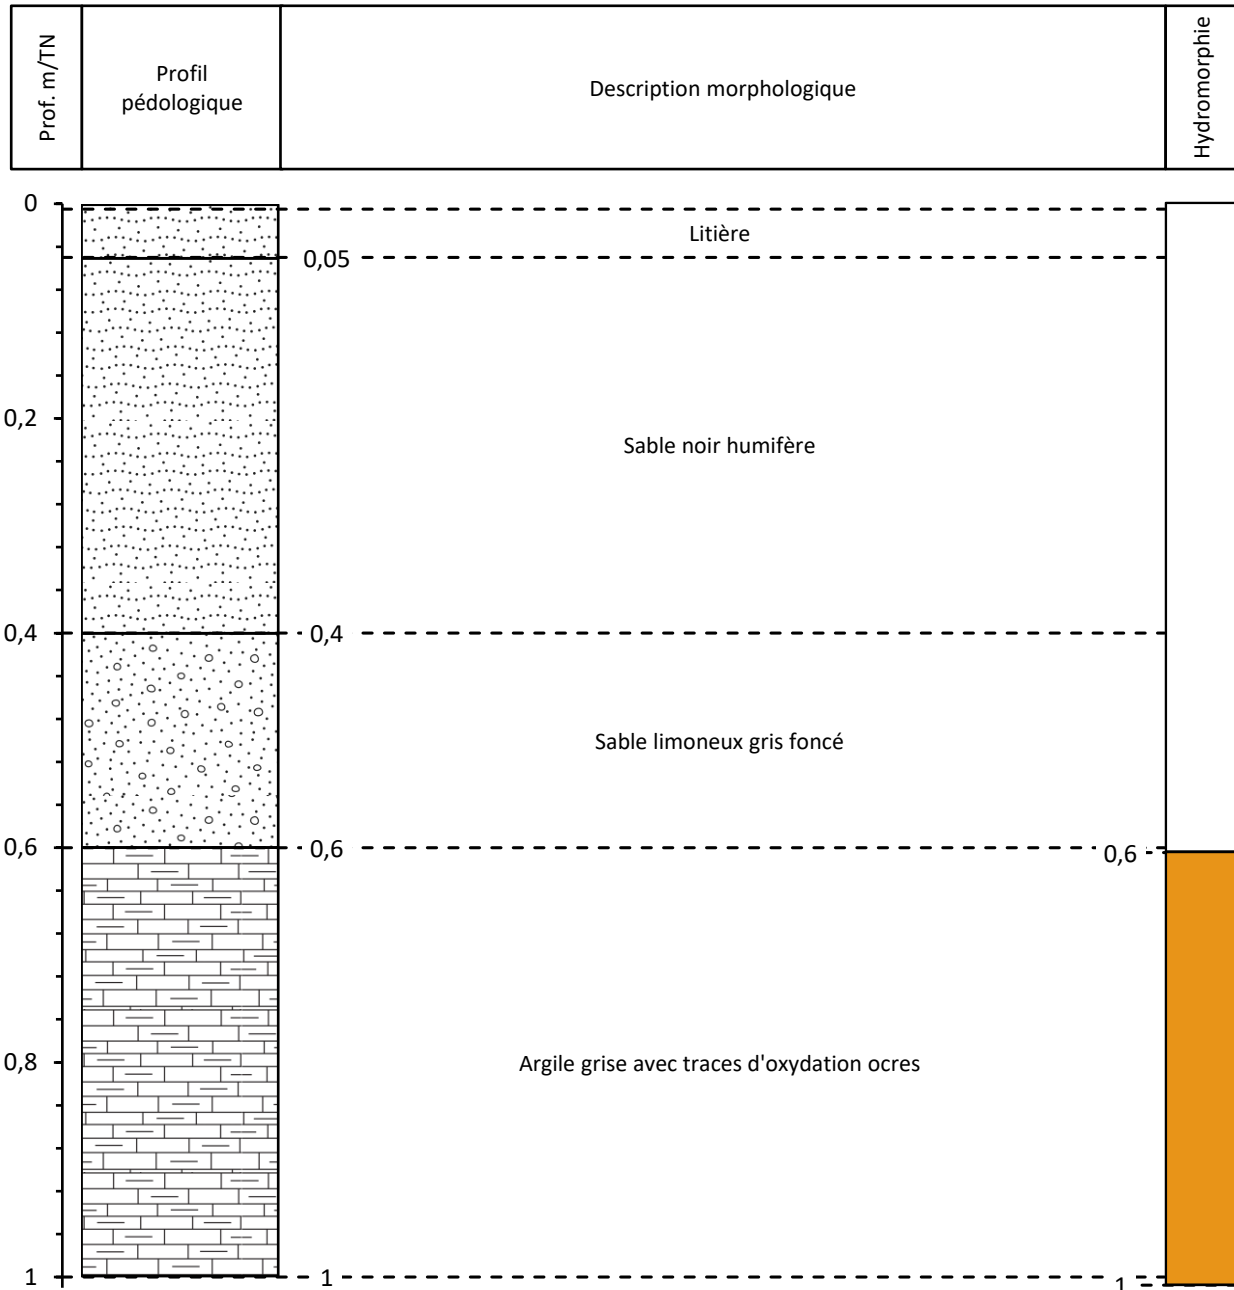 Prof. m/TN
Profil
pédologique
Description morphologique
Hydromorphie
0
Litière
0,05
0,2
Sable noir humifère
0,4
0,4
Sable limoneux gris foncé
0,6
0,6
0,6
0,8
Argile grise avec traces d'oxydation ocres
1
1
1